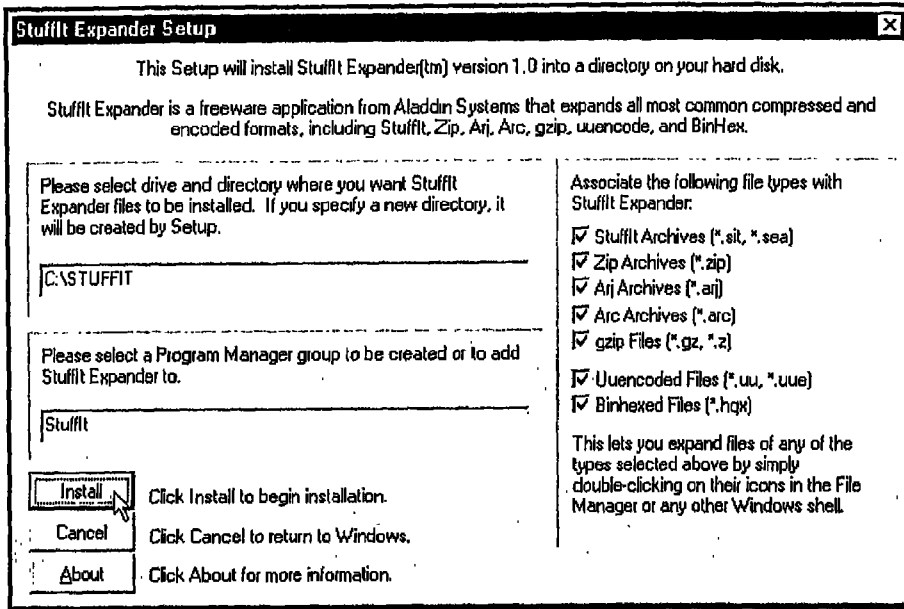 StuffIt Expander Setup
This Setup will install StuffIt Expander(tm) version 1.0 into a directory on your hard disk.
StuffIt Expander is a freeware application from Aladdin Systems that expands all most common compressed and
encoded formats, including StuffIt, Zip, Arj, Arc, gzip, uuencode, and BinHex.
Please select drive and directory where you want StuffIt
Expander files to be installed. If you specify a new directory, it
will be created by Setup.
C:\STUFFIT
Please select a Program Manager group to be created or to add
StuffIt Expander to.
StuffIt
Install
Click Install to begin installation.
Cancel
Click Cancel to return to Windows.
About
Click About for more information.
Associate the following file types with
StuffIt Expander:
StuffIt Archives (*.sit, *.sea)
Zip Archives (*.zip)
Arj Archives (*.arj)
Arc Archives (*.arc)
gzip Files (*.gz, *.z)
Uuencoded Files (*.uu, *.uue)
Binhexed Files (*.hqx)
This lets you expand files of any of the
types selected above by simply
double-clicking on their icons in the File
Manager or any other Windows shell.